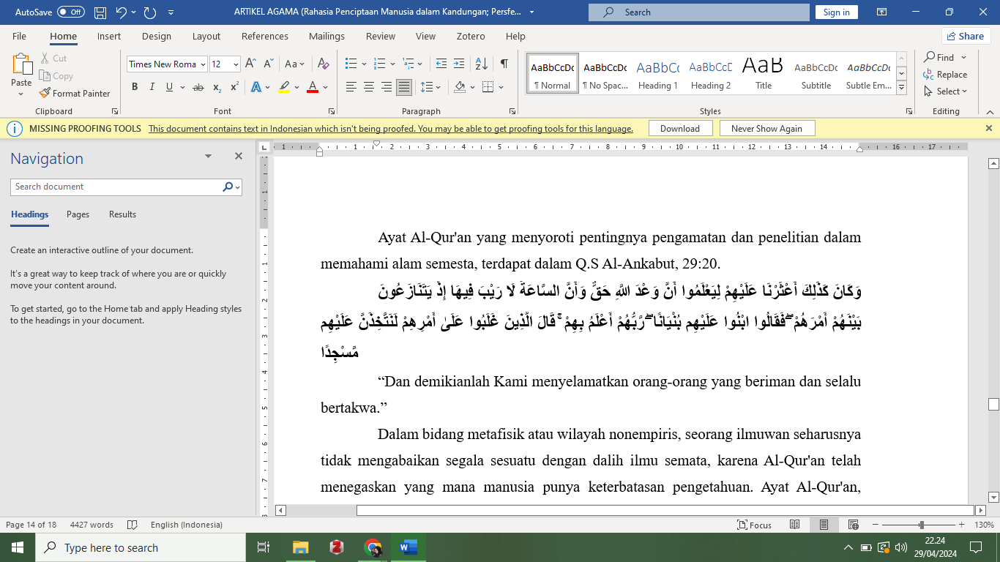 AutoSave Off ARTIKEL AGAMA (Rahasia Penciptaan Manusia dalam Kandungan; Persfe... Search Sign in
File Home Insert Design Layout References Mailings Review View Zotero Help Share
Paste Cut Copy Format Painter
Times New Roma 12
AaBbCcDc AaBbCcDc AaBbCc AaBbCcD AaB AaBbCcD AaBbCcDc
¶ Normal ¶ No Spac... Heading 1 Heading 2 Title Subtitle Subtle Em...
Find Replace Select
Clipboard Font Paragraph Styles Editing
MISSING PROOFING TOOLS This document contains text in Indonesian which isn't being proofed. You may be able to get proofing tools for this language. Download Never Show Again
Navigation
Search document
Headings Pages Results
Create an interactive outline of your document.
It's a great way to keep track of where you are or quickly
move your content around.
To get started, go to the Home tab and apply Heading styles
to the headings in your document.
Ayat Al-Qur'an yang menyoroti pentingnya pengamatan dan penelitian dalam
memahami alam semesta, terdapat dalam Q.S Al-Ankabut, 29:20.
وَكَانَ كَذَٰلِكَ أَعْثَرْنَا عَلَيْهِمْ لِيَعْلَمُوا أَنَّ وَعْدَ اللَّهِ حَقٌّ وَأَنَّ السَّاعَةَ لَا رَيْبَ فِيهَا إِذْ يَتَنَازَعُونَ
بَيْنَهُمْ أَمْرَهُمْ ۖ فَقَالُوا ابْنُوا عَلَيْهِم بُنْيَانًا ۖ رَّبُّهُمْ أَعْلَمُ بِهِمْ ۚ قَالَ الَّذِينَ غَلَبُوا عَلَىٰ أَمْرِهِمْ لَنَتَّخِذَنَّ عَلَيْهِم
مَّسْجِدًا
“Dan demikianlah Kami menyelamatkan orang-orang yang beriman dan selalu
bertakwa.”
Dalam bidang metafisik atau wilayah nonempiris, seorang ilmuwan seharusnya
tidak mengabaikan segala sesuatu dengan dalih ilmu semata, karena Al-Qur'an telah
menegaskan yang mana manusia punya keterbatasan pengetahuan. Ayat Al-Qur'an,
Page 14 of 18 4427 words English (Indonesia) Focus 130%
Type here to search 22.24
29/04/2024